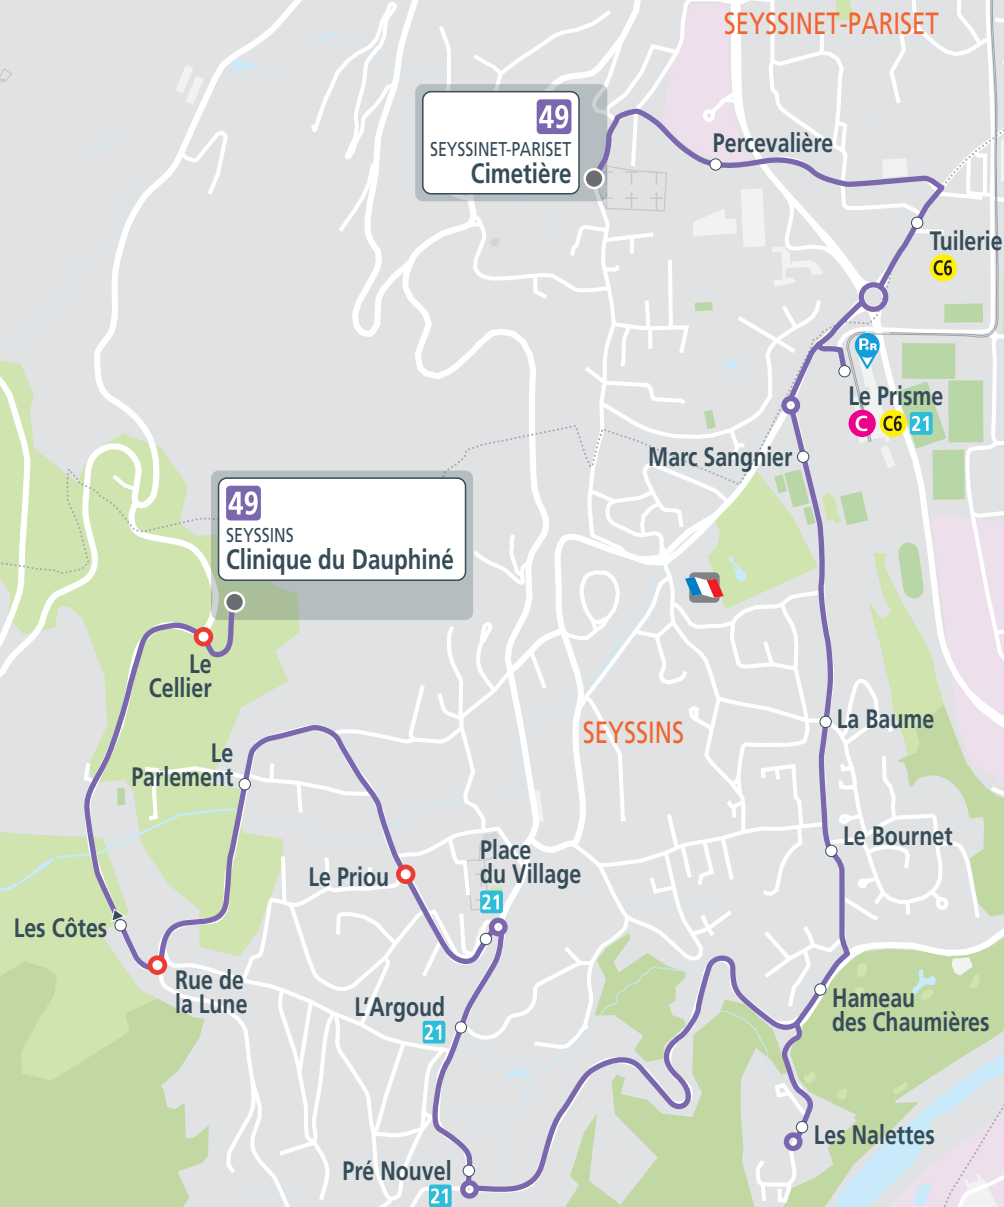 SEYSSINET-PARISET
49
SEYSSINET-PARISET
Cimetière
Percevalière
Tuilerie
C6
P+R
Le Prisme
C C6 21
Marc Sangnier
49
SEYSSINS
Clinique du Dauphiné
Le
Cellier
SEYSSINS
La Baume
Le
Parlement
Le Bournet
Place
du Village
21
Le Priou
Les Côtes
Rue de
la Lune
L'Argoud
21
Hameau
des Chaumières
Les Nalettes
Pré Nouvel
21